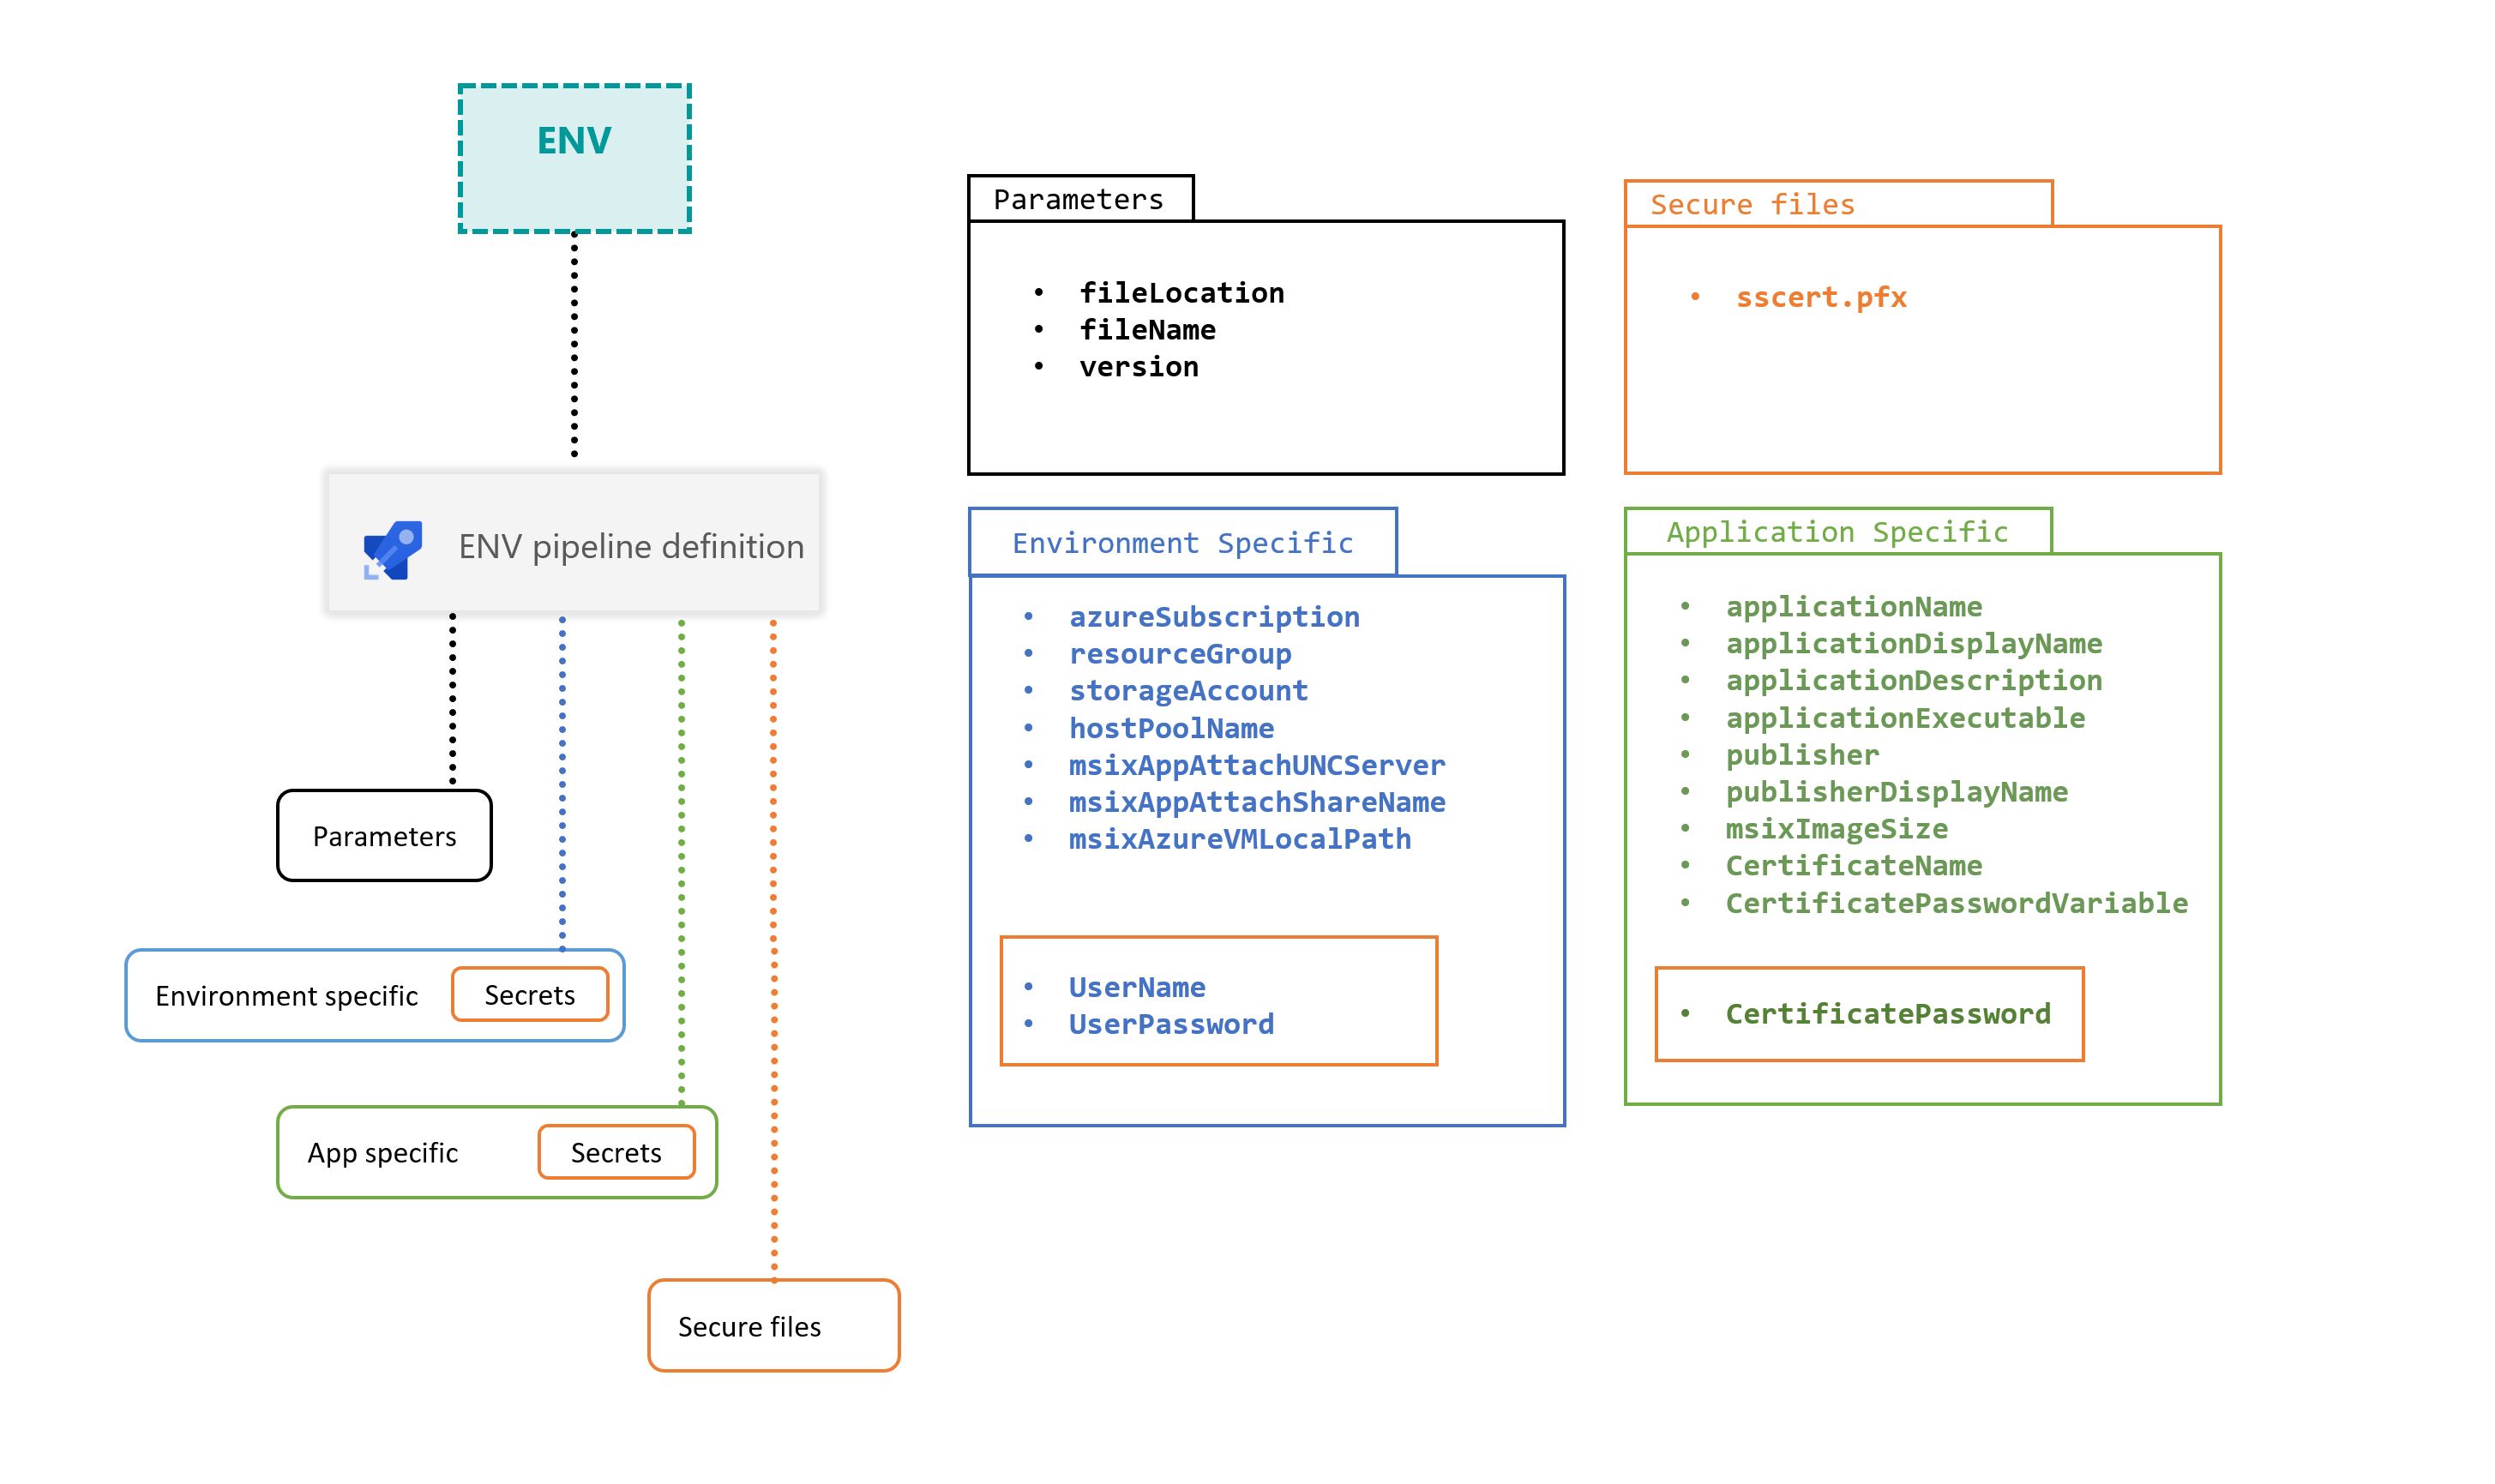 ENV
ENV pipeline definition
Parameters
Environment specific
Secrets
App specific
Secrets
Secure files
Parameters
• fileLocation
• fileName
• version
Secure files
• sscert.pfx
Environment Specific
• azureSubscription
• resourceGroup
• storageAccount
• hostPoolName
• msixAppAttachUNCServer
• msixAppAttachShareName
• msixAzureVMLocalPath
• UserName
• UserPassword
Application Specific
• applicationName
• applicationDisplayName
• applicationDescription
• applicationExecutable
• publisher
• publisherDisplayName
• msixImageSize
• CertificateName
• CertificatePasswordVariable
• CertificatePassword